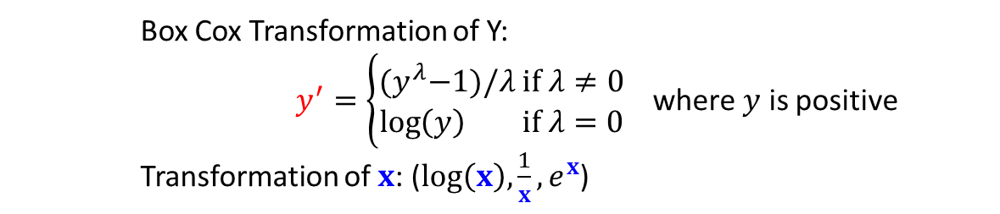 Box Cox Transformation of Y:
y′ = { (y^λ−1)/λ if λ ≠ 0
log(y) if λ = 0
where y is positive
Transformation of x: (log(x), 1/x, e^x)